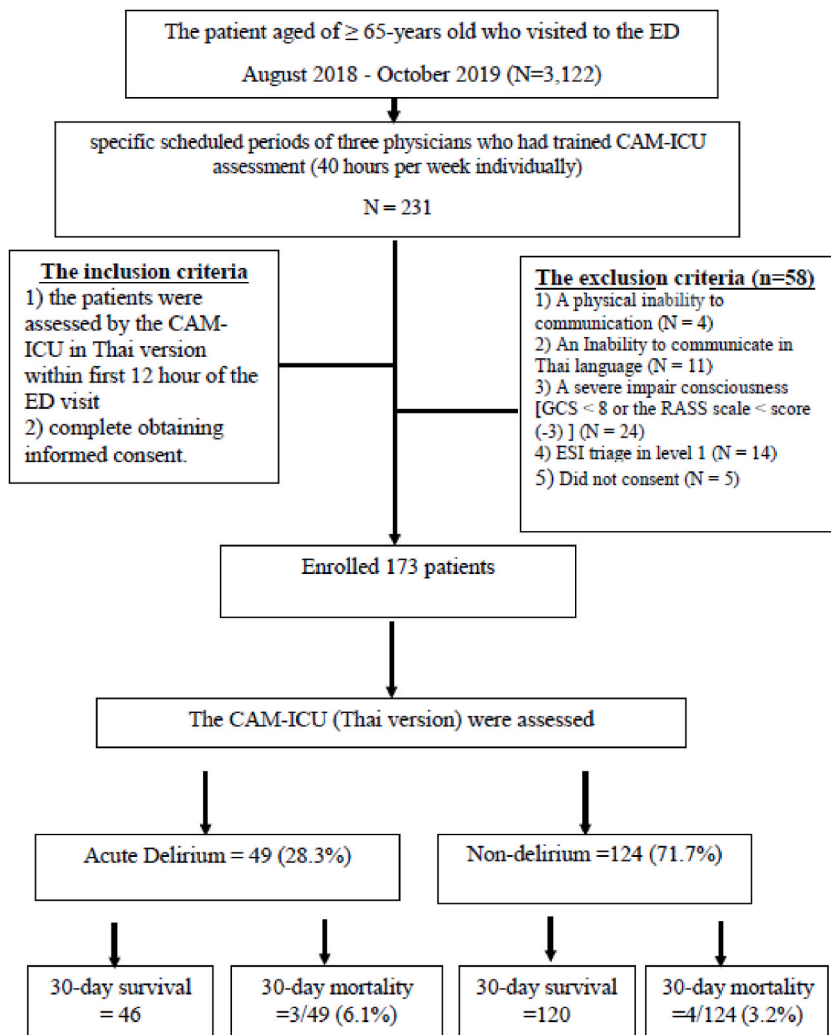 The patient aged of ≥ 65-years old who visited to the ED
August 2018 - October 2019 (N=3,122)
specific scheduled periods of three physicians who had trained CAM-ICU
assessment (40 hours per week individually)
N = 231
The inclusion criteria
1) the patients were
assessed by the CAM-
ICU in Thai version
within first 12 hour of the
ED visit
2) complete obtaining
informed consent.
The exclusion criteria (n=58)
1) A physical inability to
communication (N = 4)
2) An Inability to communicate in
Thai language (N = 11)
3) A severe impair consciousness
[GCS < 8 or the RASS scale < score
(-3) ] (N = 24)
4) ESI triage in level 1 (N = 14)
5) Did not consent (N = 5)
Enrolled 173 patients
The CAM-ICU (Thai version) were assessed
Acute Delirium = 49 (28.3%)
Non-delirium =124 (71.7%)
30-day survival
= 46
30-day mortality
=3/49 (6.1%)
30-day survival
=120
30-day mortality
=4/124 (3.2%)